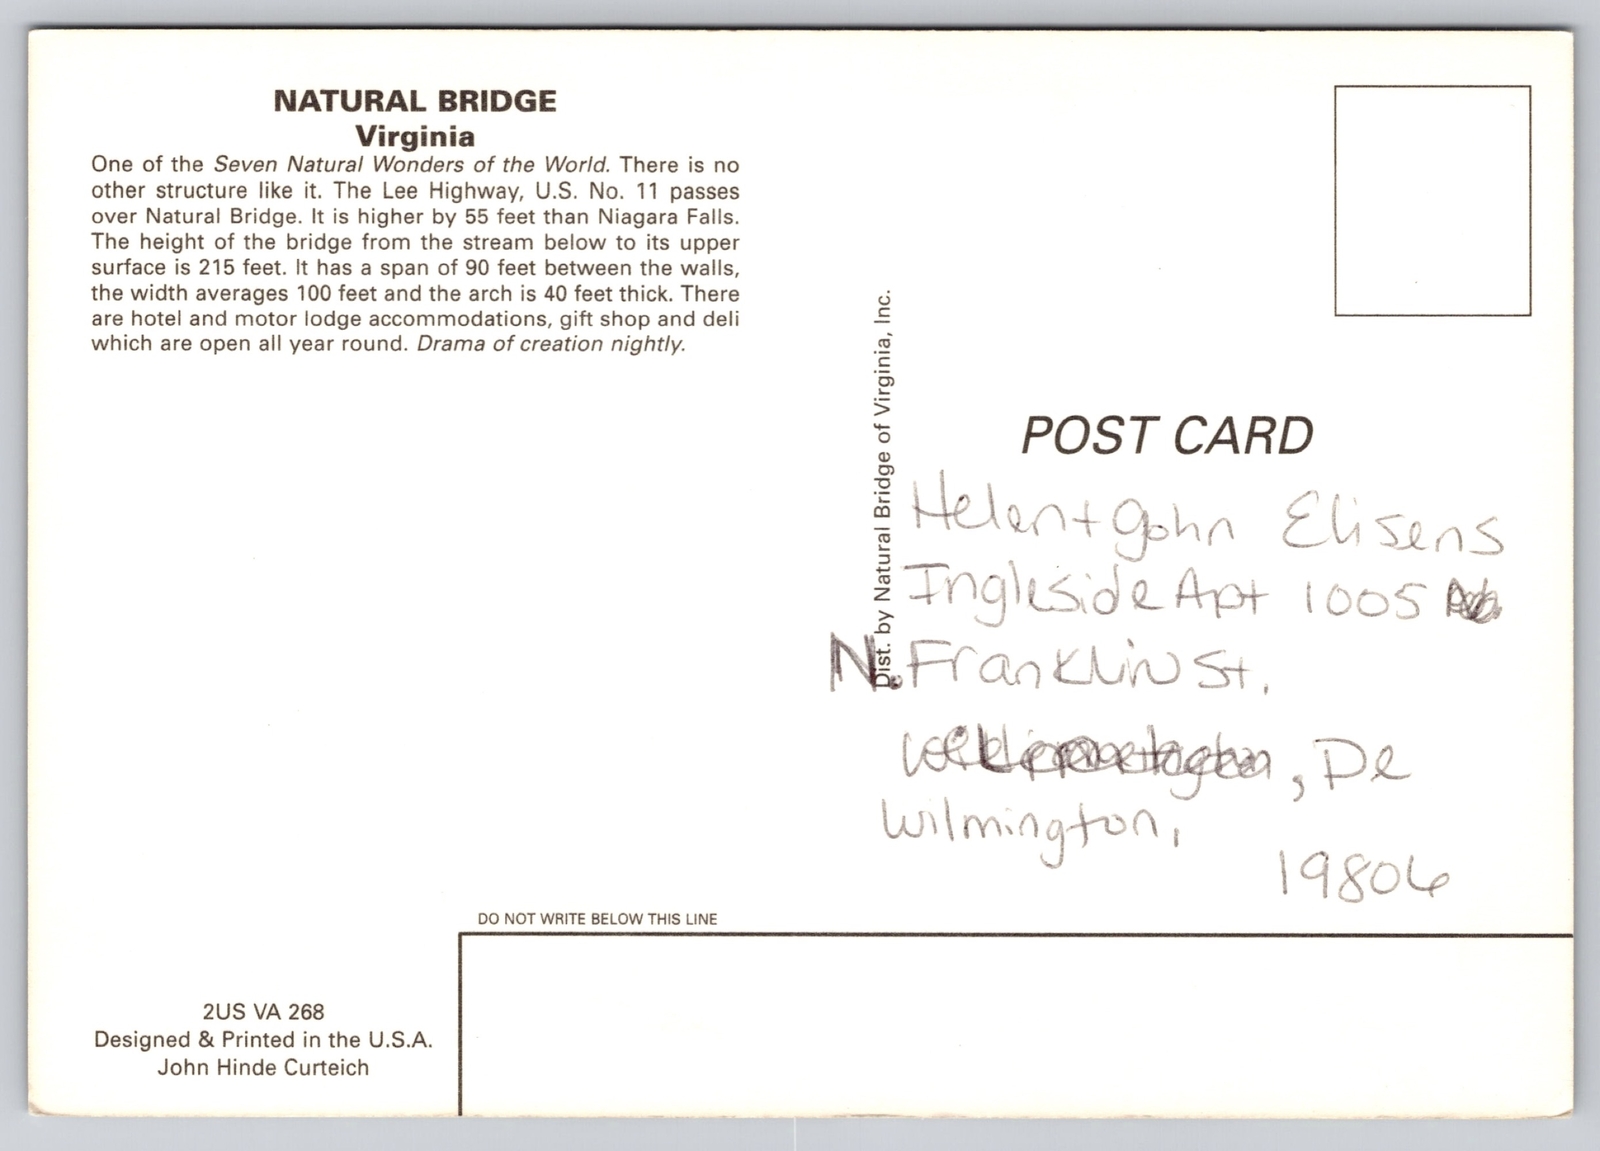 NATURAL BRIDGE
Virginia
One of the Seven Natural Wonders of the World. There is no
other structure like it. The Lee Highway, U.S. No. 11 passes
over Natural Bridge. It is higher by 55 feet than Niagara Falls.
The height of the bridge from the stream below to its upper
surface is 215 feet. It has a span of 90 feet between the walls,
the width averages 100 feet and the arch is 40 feet thick. There
are hotel and motor lodge accommodations, gift shop and deli
which are open all year round. Drama of creation nightly.
Dist. by Natural Bridge of Virginia, Inc.
POST CARD
Helen + John Elisens
Ingleside Apt 1005
N. Franklin St.
, De
Wilmington,
19806
DO NOT WRITE BELOW THIS LINE
2US VA 268
Designed & Printed in the U.S.A.
John Hinde Curteich